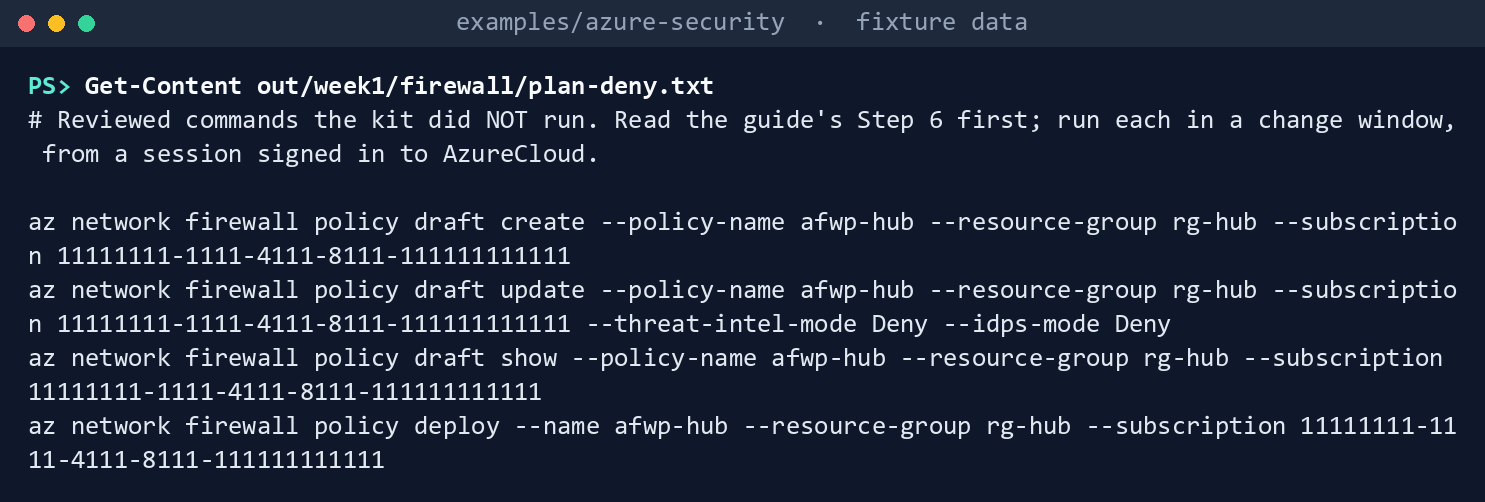 examples/azure-security · fixture data
PS> Get-Content out/week1/firewall/plan-deny.txt
# Reviewed commands the kit did NOT run. Read the guide's Step 6 first; run each in a change window,
from a session signed in to AzureCloud.
az network firewall policy draft create --policy-name afwp-hub --resource-group rg-hub --subscriptio
n 11111111-1111-4111-8111-111111111111
az network firewall policy draft update --policy-name afwp-hub --resource-group rg-hub --subscriptio
n 11111111-1111-4111-8111-111111111111 --threat-intel-mode Deny --idps-mode Deny
az network firewall policy draft show --policy-name afwp-hub --resource-group rg-hub --subscription
11111111-1111-4111-8111-111111111111
az network firewall policy deploy --name afwp-hub --resource-group rg-hub --subscription 11111111-11
11-4111-8111-111111111111